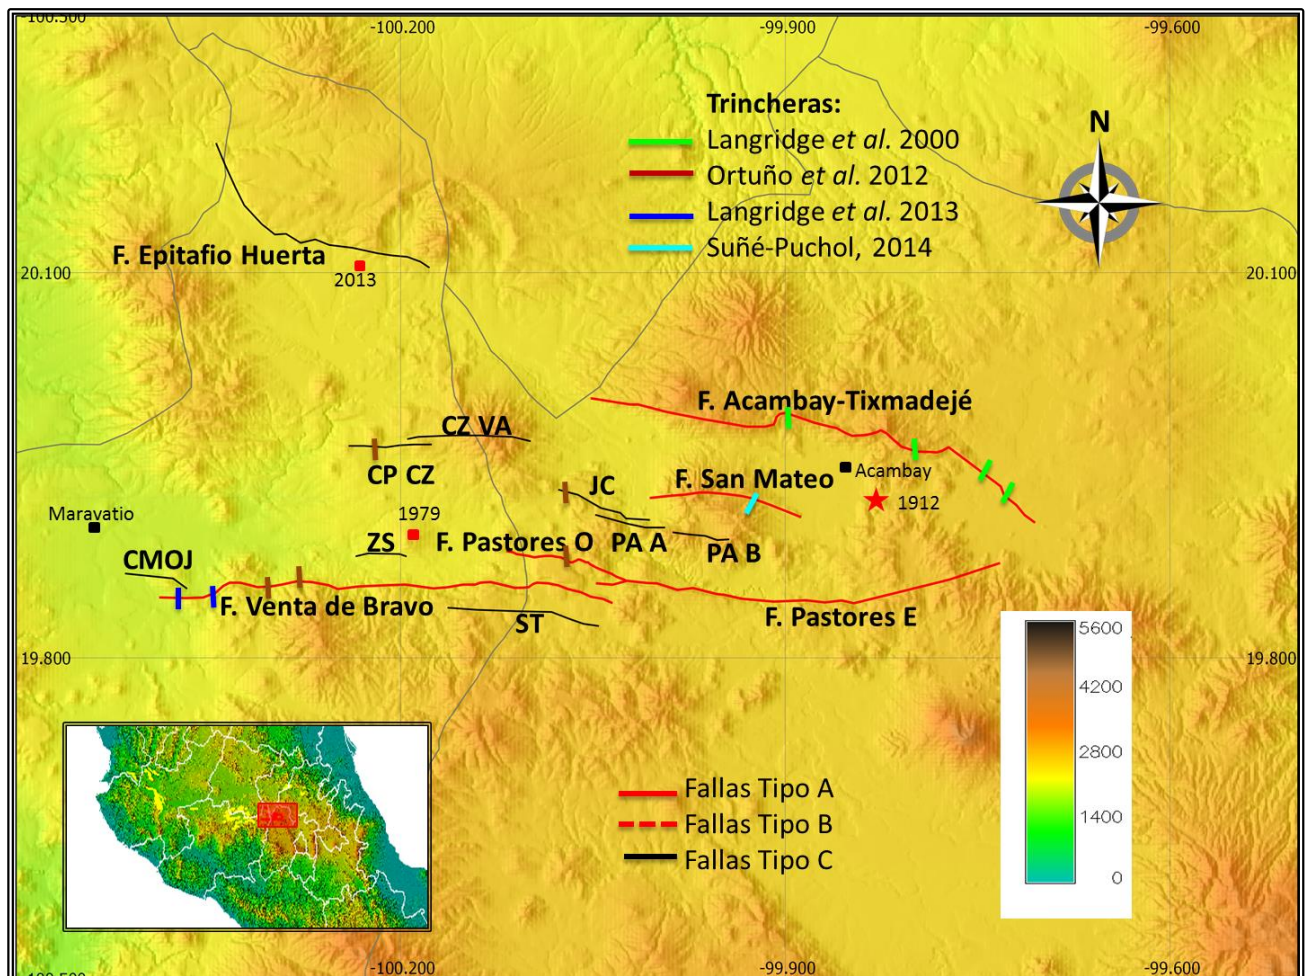 -100.500
-100.200
-99.900
-99.600
Trincheras:
Langridge et al. 2000
Ortuño et al. 2012
Langridge et al. 2013
Suñé-Puchol, 2014
N
F. Epitafio Huerta
2013
20.100
20.100
F. Acambay-Tixmadejé
CZ VA
CP CZ
JC
F. San Mateo
Acambay
1912
Maravatio
1979
ZS
F. Pastores O
PA A
PA B
CMOJ
F. Venta de Bravo
ST
F. Pastores E
19.800
19.800
5600
4200
2800
1400
0
Fallas Tipo A
Fallas Tipo B
Fallas Tipo C
-100.200
-99.900
-99.600